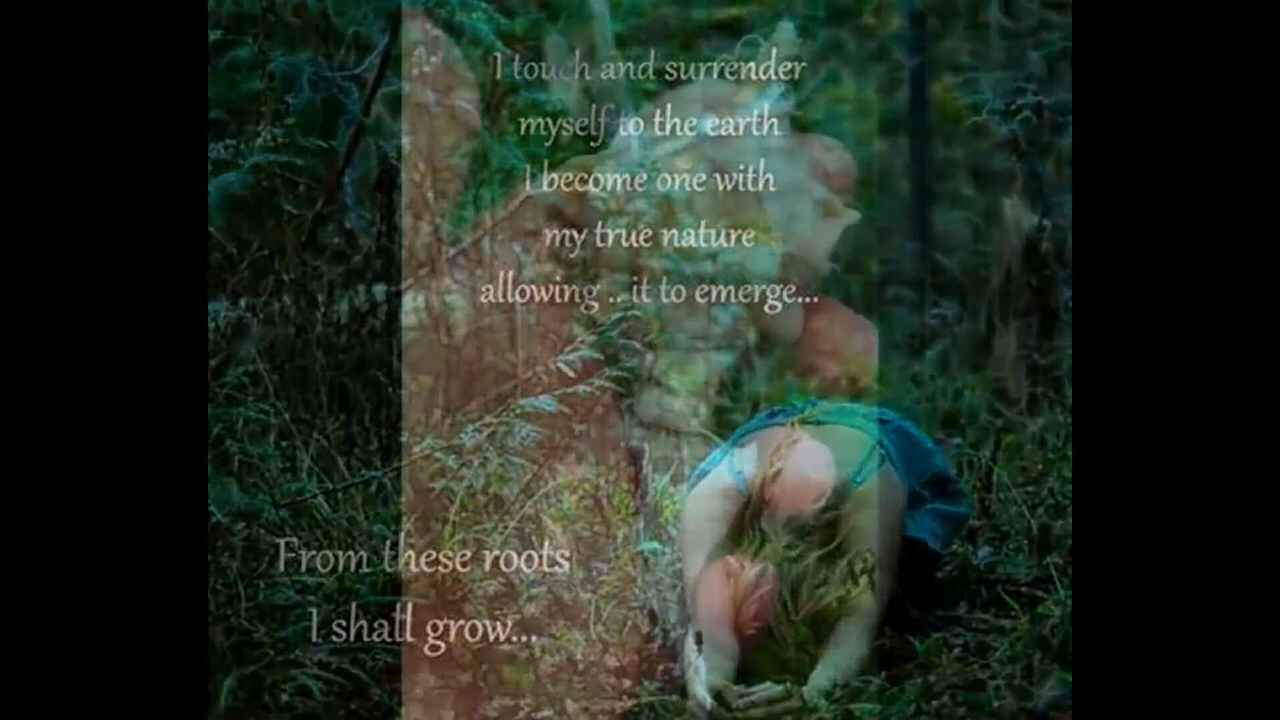 I touch and surrender
myself to the earth
I become one with
my true nature
allowing .. it to emerge...
From these roots
I shall grow...